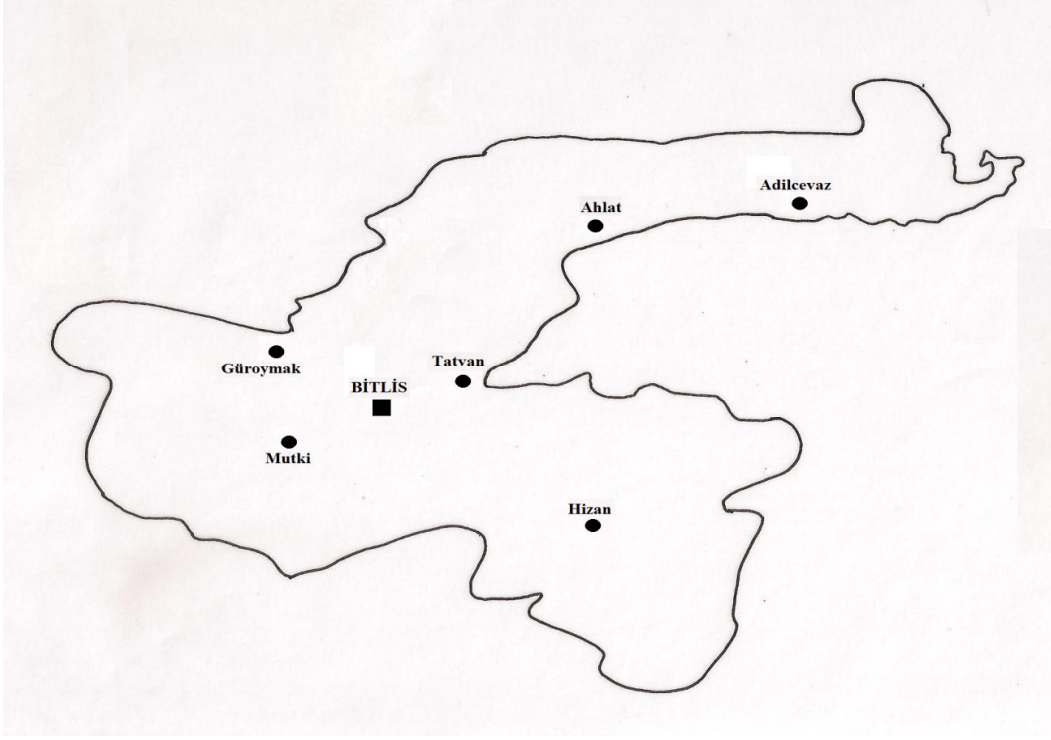 Adilcevaz
Ahlat
Tatvan
Güroymak
BİTLİS
Mutki
Hizan